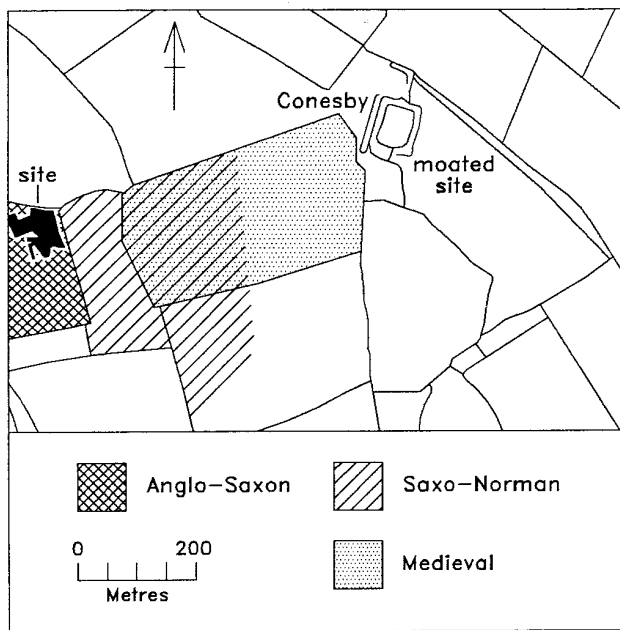 Conesby
moated
site
site
Anglo-Saxon
Saxo-Norman
0 200
Metres
Medieval